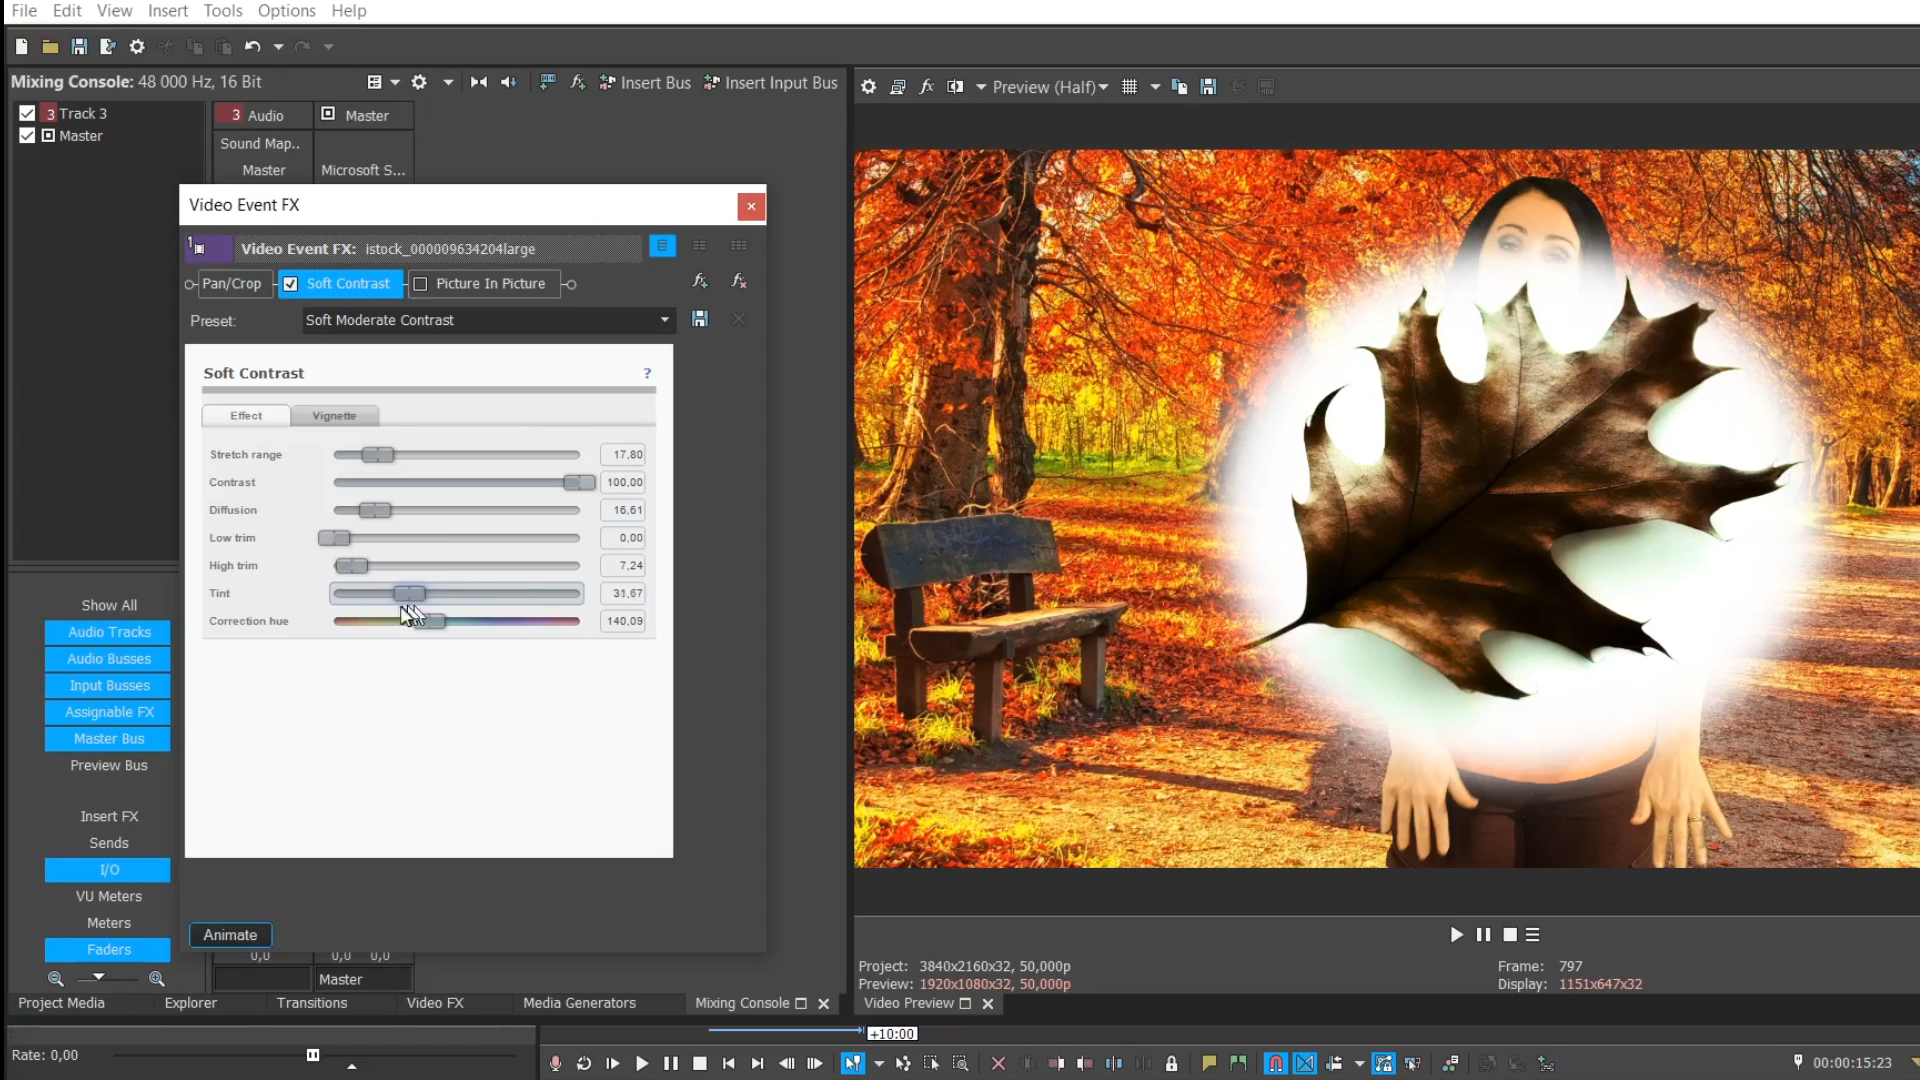 File Edit View Insert Tools Options Help
Mixing Console: 48 000 Hz, 16 Bit
Insert Bus
Insert Input Bus
Preview (Half)
3 Track 3
Master
3 Audio
Master
Sound Map..
Master
Microsoft S...
Video Event FX
1
Video Event FX: istock_000009634204large
Pan/Crop
Soft Contrast
Picture In Picture
Preset:
Soft Moderate Contrast
Soft Contrast
?
Effect
Vignette
Stretch range 17,80
Contrast 100,00
Diffusion 16,61
Low trim 0,00
High trim 7,24
Tint 31,67
Correction hue 140,09
Show All
Audio Tracks
Audio Busses
Input Busses
Assignable FX
Master Bus
Preview Bus
Insert FX
Sends
I/O
VU Meters
Meters
Faders
Animate
0,0 0,0 0,0
Master
Project: 3840x2160x32, 50,000p
Preview: 1920x1080x32, 50,000p
Frame: 797
Display: 1151x647x32
Project Media Explorer Transitions Video FX Media Generators Mixing Console
Video Preview
+10:00
Rate: 0,00
00:00:15:23